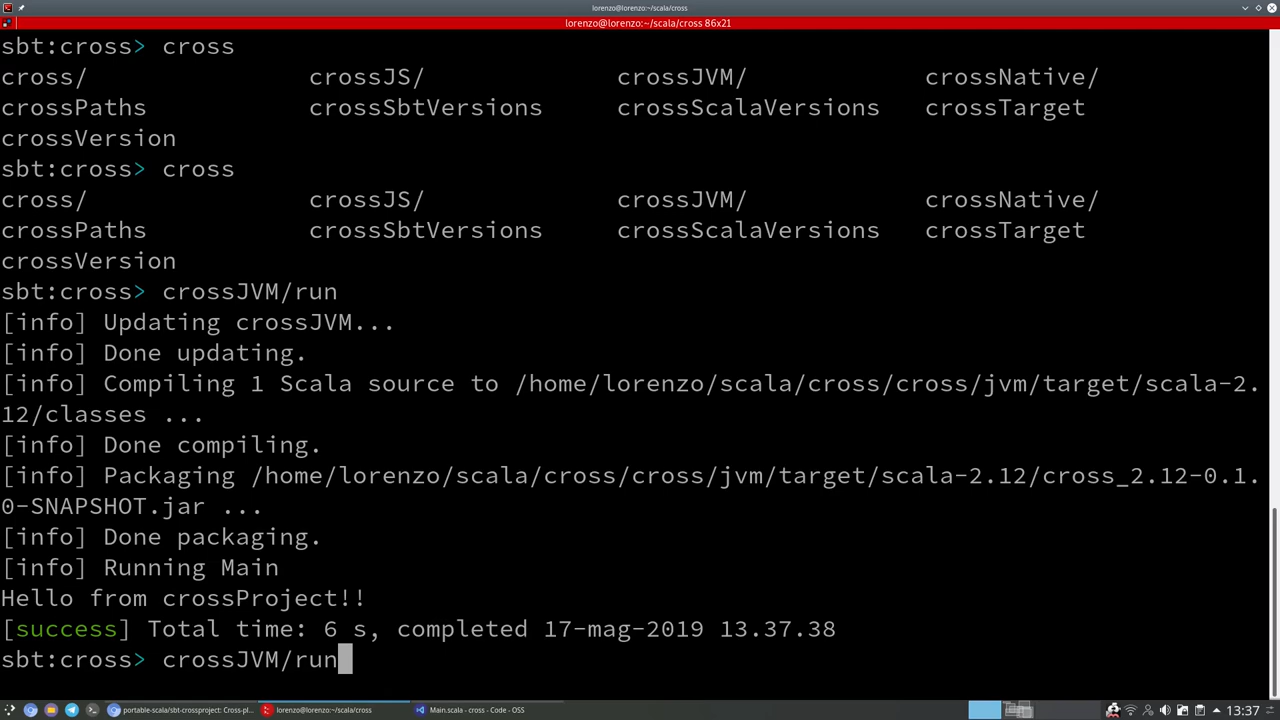 lorenzo@lorenzo:~/scala/cross
lorenzo@lorenzo:~/scala/cross 86x21
sbt:cross> cross
cross/ crossJS/ crossJVM/ crossNative/
crossPaths crossSbtVersions crossScalaVersions crossTarget
crossVersion
sbt:cross> cross
cross/ crossJS/ crossJVM/ crossNative/
crossPaths crossSbtVersions crossScalaVersions crossTarget
crossVersion
sbt:cross> crossJVM/run
[info] Updating crossJVM...
[info] Done updating.
[info] Compiling 1 Scala source to /home/lorenzo/scala/cross/cross/jvm/target/scala-2.
12/classes ...
[info] Done compiling.
[info] Packaging /home/lorenzo/scala/cross/cross/jvm/target/scala-2.12/cross_2.12-0.1.
0-SNAPSHOT.jar ...
[info] Done packaging.
[info] Running Main
Hello from crossProject!!
[success] Total time: 6 s, completed 17-mag-2019 13.37.38
sbt:cross> crossJVM/run
portable-scala/sbt-crossproject: Cross-pl... lorenzo@lorenzo:~/scala/cross Main.scala - cross - Code - OSS 13:37